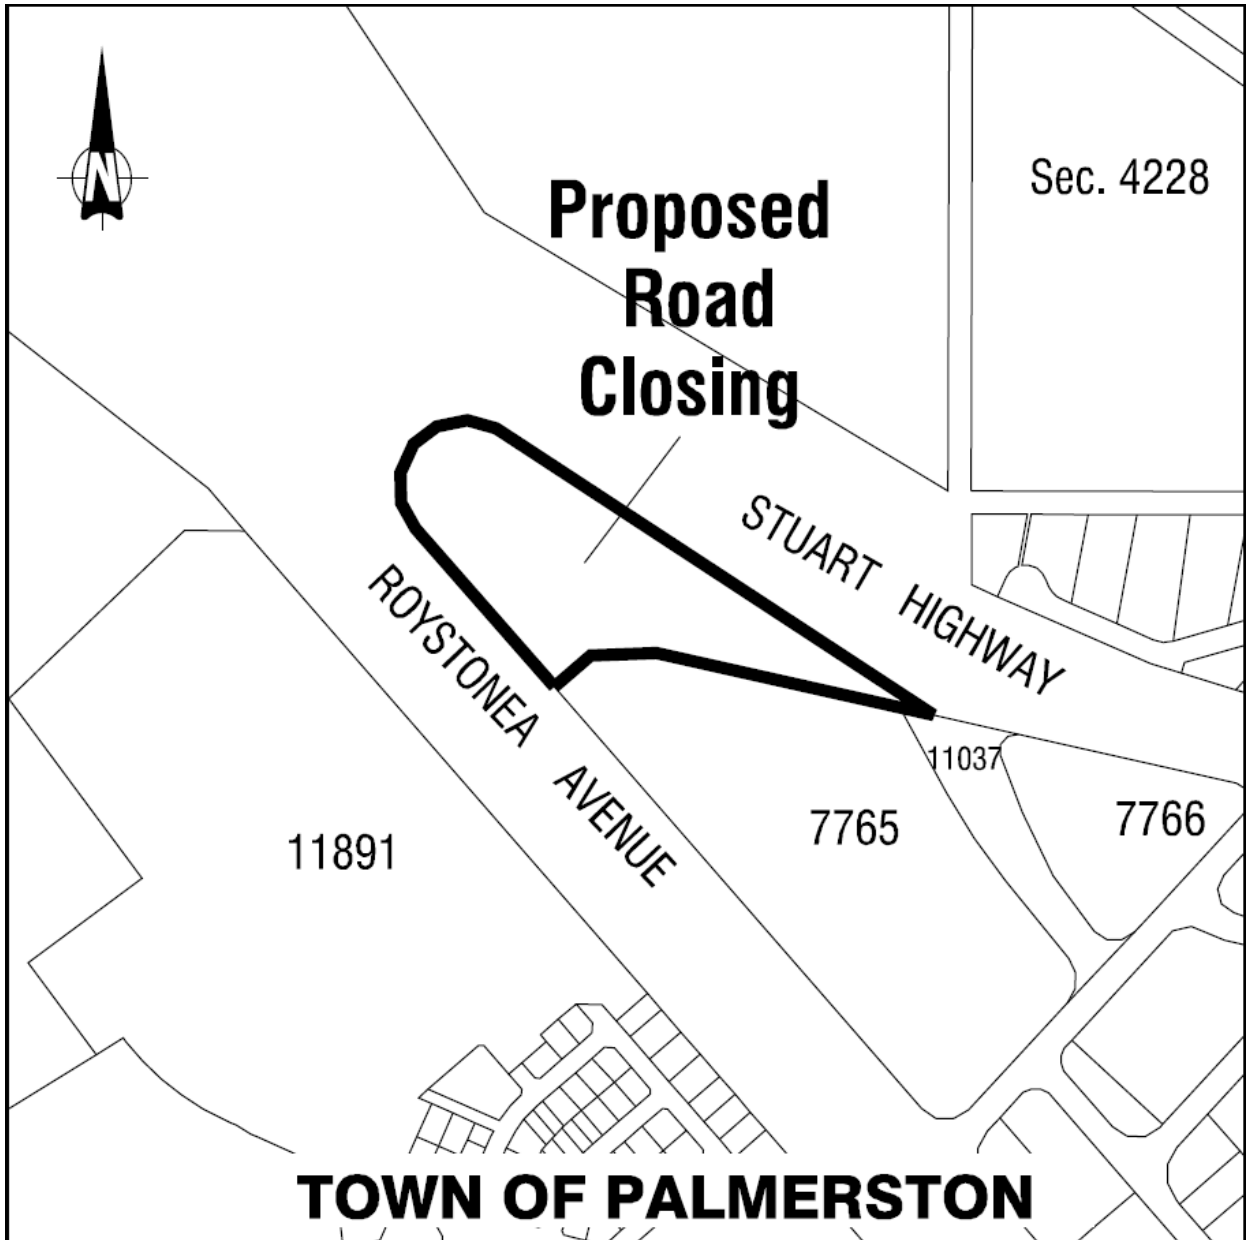 N
Sec. 4228
Proposed
Road
Closing
STUART HIGHWAY
ROYSTONEA AVENUE
11037
7765
7766
11891
TOWN OF PALMERSTON